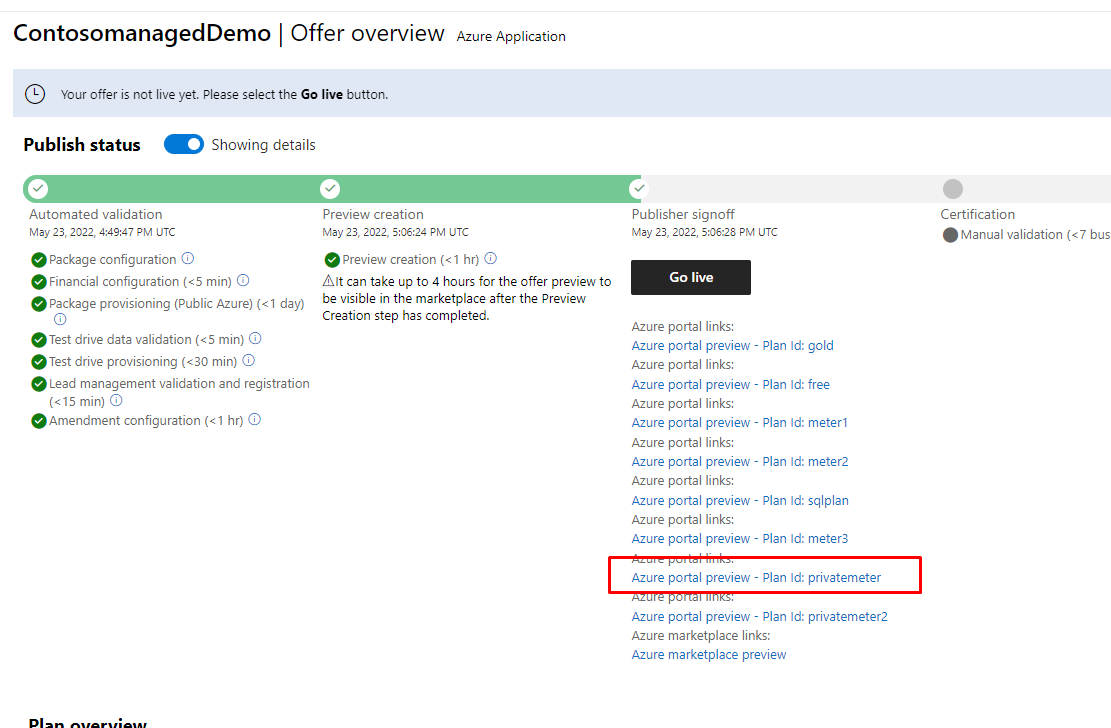 ContosomanagedDemo | Offer overview Azure Application
Your offer is not live yet. Please select the Go live button.
Publish status Showing details
Automated validation
May 23, 2022, 4:49:47 PM UTC
Package configuration
Financial configuration (<5 min)
Package provisioning (Public Azure) (<1 day)
Test drive data validation (<5 min)
Test drive provisioning (<30 min)
Lead management validation and registration
(<15 min)
Amendment configuration (<1 hr)
Preview creation
May 23, 2022, 5:06:24 PM UTC
Preview creation (<1 hr)
⚠It can take up to 4 hours for the offer preview to
be visible in the marketplace after the Preview
Creation step has completed.
Publisher signoff
May 23, 2022, 5:06:28 PM UTC
Go live
Azure portal links:
Azure portal preview - Plan Id: gold
Azure portal links:
Azure portal preview - Plan Id: free
Azure portal links:
Azure portal preview - Plan Id: meter1
Azure portal links:
Azure portal preview - Plan Id: meter2
Azure portal links:
Azure portal preview - Plan Id: sqlplan
Azure portal links:
Azure portal preview - Plan Id: meter3
Azure portal links:
Azure portal preview - Plan Id: privatemeter
Azure portal links:
Azure portal preview - Plan Id: privatemeter2
Azure marketplace links:
Azure marketplace preview
Certification
Manual validation (<7 bus
Plan overview